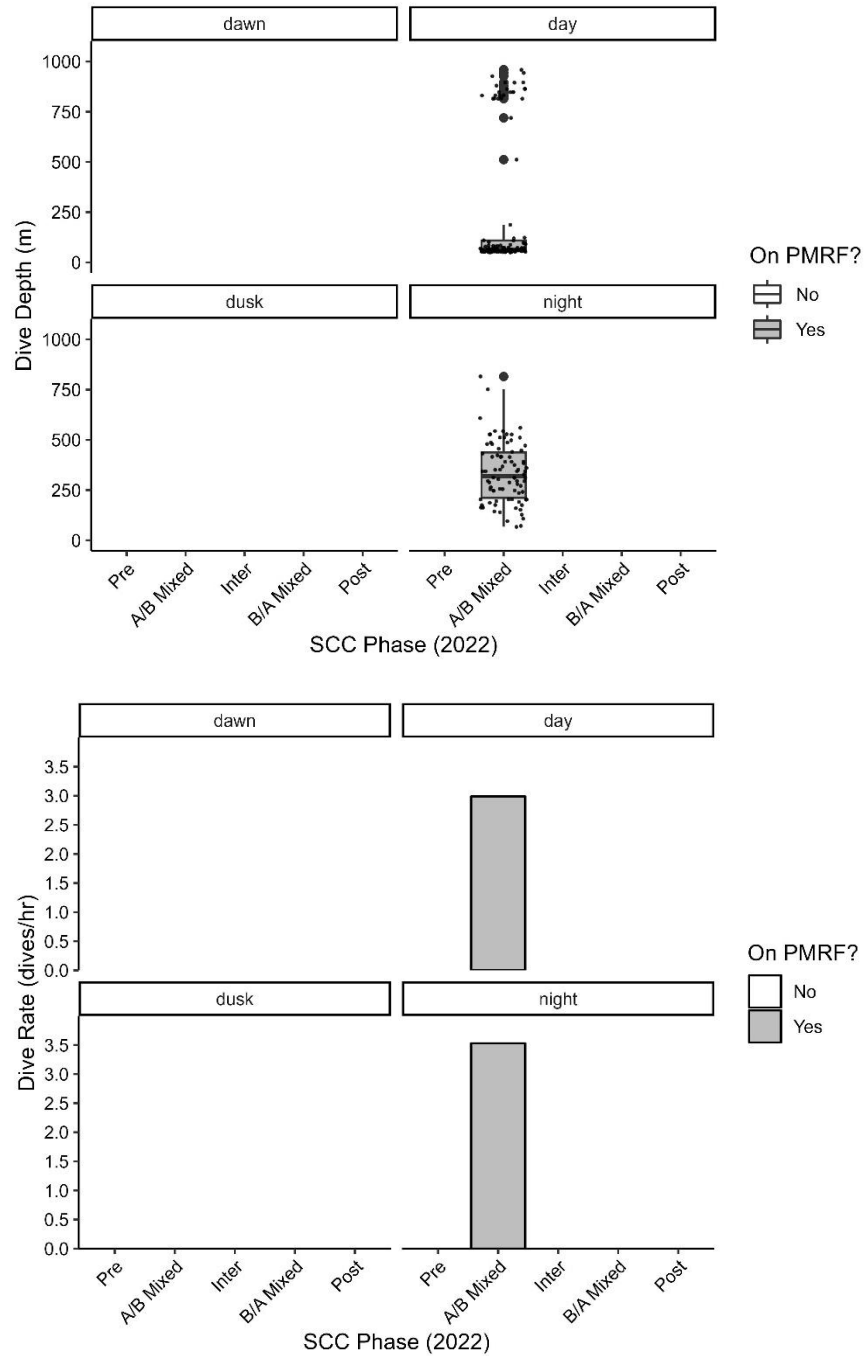 dawn
day
1000
750
500
250
0
Dive Depth (m)
dusk
night
1000
750
500
250
0
Pre
A/B Mixed
Inter
B/A Mixed
Post
Pre
A/B Mixed
Inter
B/A Mixed
Post
SCC Phase (2022)
On PMRF?
No
Yes
dawn
day
3.5
3.0
2.5
2.0
1.5
1.0
0.5
0.0
Dive Rate (dives/hr)
dusk
night
3.5
3.0
2.5
2.0
1.5
1.0
0.5
0.0
Pre
A/B Mixed
Inter
B/A Mixed
Post
Pre
A/B Mixed
Inter
B/A Mixed
Post
SCC Phase (2022)
On PMRF?
No
Yes